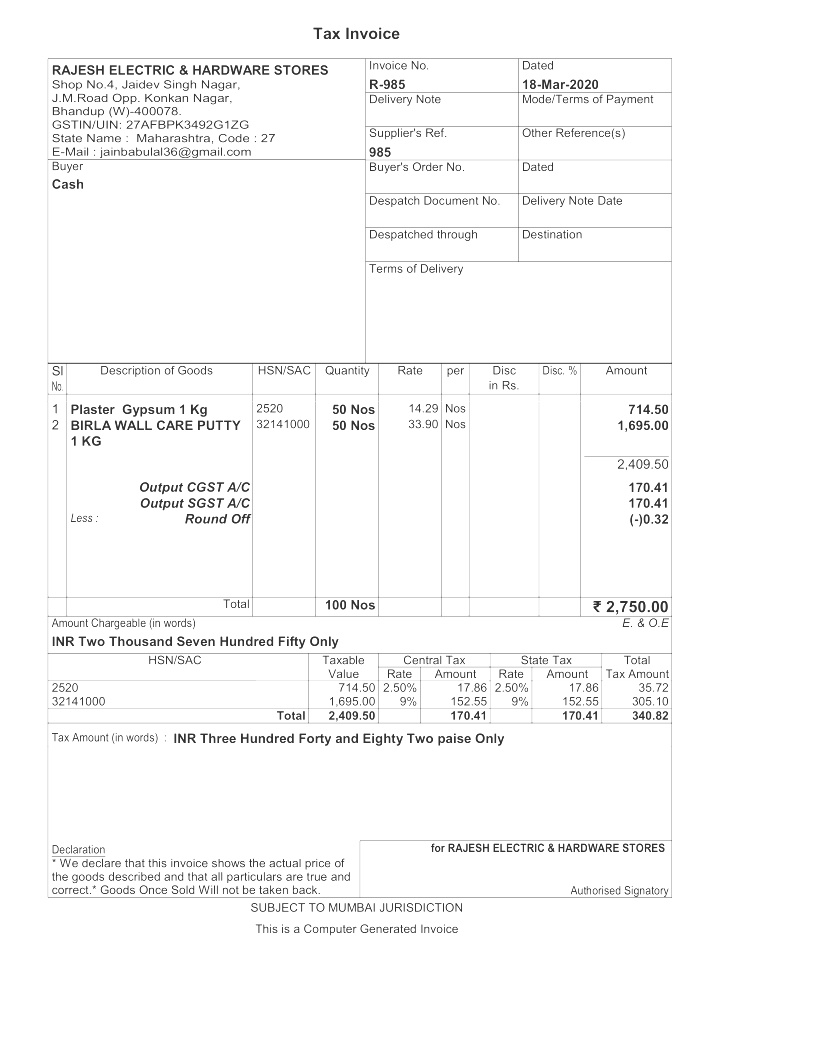 Tax Invoice
RAJESH ELECTRIC & HARDWARE STORES
Shop No.4, Jaidev Singh Nagar,
J.M.Road Opp. Konkan Nagar,
Bhandup (W)-400078.
GSTIN/UIN: 27AFBPK3492G1ZG
State Name : Maharashtra, Code : 27
E-Mail : jainbabulal36@gmail.com
Invoice No. Dated
R-985 18-Mar-2020
Delivery Note Mode/Terms of Payment
Supplier's Ref. Other Reference(s)
985
Buyer
Cash
Buyer's Order No. Dated
Despatch Document No. Delivery Note Date
Despatched through Destination
Terms of Delivery
Sl Description of Goods HSN/SAC Quantity Rate per Disc Disc. % Amount
No. in Rs.
1 Plaster Gypsum 1 Kg 2520 50 Nos 14.29 Nos 714.50
2 BIRLA WALL CARE PUTTY 32141000 50 Nos 33.90 Nos 1,695.00
1 KG
2,409.50
Output CGST A/C 170.41
Output SGST A/C 170.41
Less : Round Off (-)0.32
Total 100 Nos ₹ 2,750.00
Amount Chargeable (in words) E. & O.E
INR Two Thousand Seven Hundred Fifty Only
HSN/SAC Taxable Central Tax State Tax Total
Value Rate Amount Rate Amount Tax Amount
2520 714.50 2.50% 17.86 2.50% 17.86 35.72
32141000 1,695.00 9% 152.55 9% 152.55 305.10
Total 2,409.50 170.41 170.41 340.82
Tax Amount (in words) : INR Three Hundred Forty and Eighty Two paise Only
Declaration
* We declare that this invoice shows the actual price of
the goods described and that all particulars are true and
correct.* Goods Once Sold Will not be taken back.
for RAJESH ELECTRIC & HARDWARE STORES
Authorised Signatory
SUBJECT TO MUMBAI JURISDICTION
This is a Computer Generated Invoice